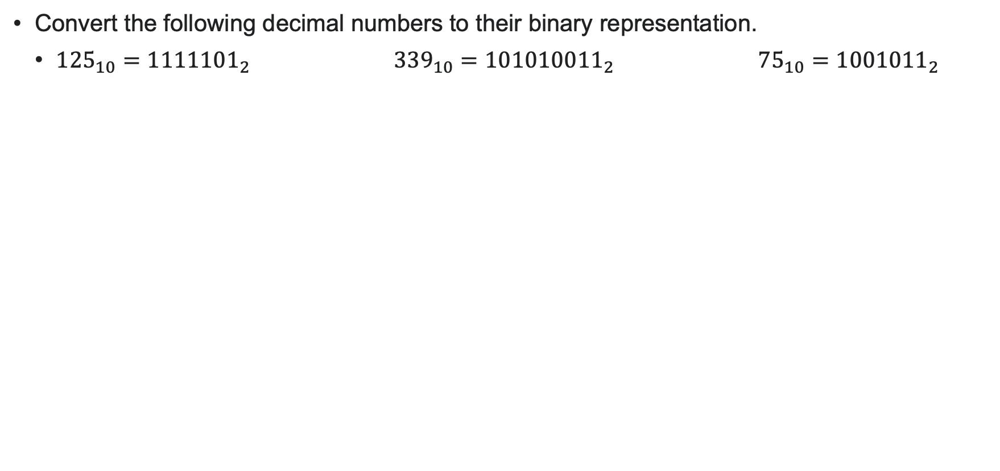 • Convert the following decimal numbers to their binary representation.
• 125₁₀ = 1111101₂ 339₁₀ = 101010011₂ 75₁₀ = 1001011₂